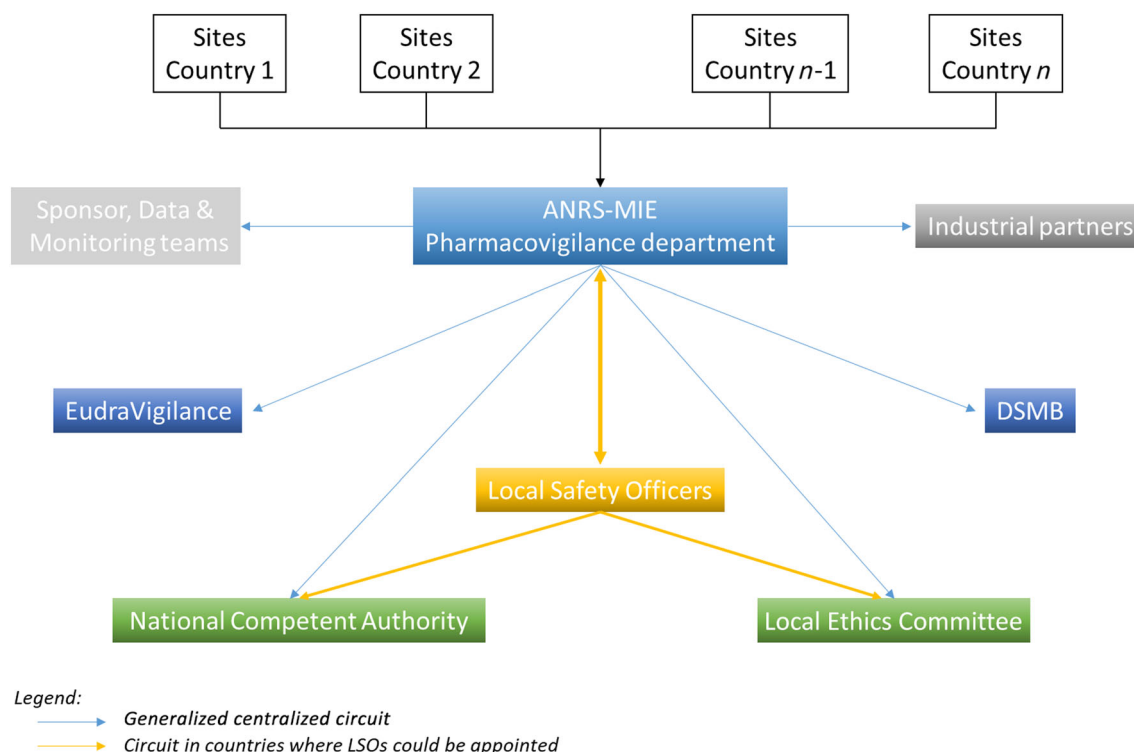 Sites
Country 1
Sites
Country 2
Sites
Country n-1
Sites
Country n
Sponsor, Data &
Monitoring teams
ANRS-MIE
Pharmacovigilance department
Industrial partners
EudraVigilance
DSMB
Local Safety Officers
National Competent Authority
Local Ethics Committee
Legend:
Generalized centralized circuit
Circuit in countries where LSOs could be appointed